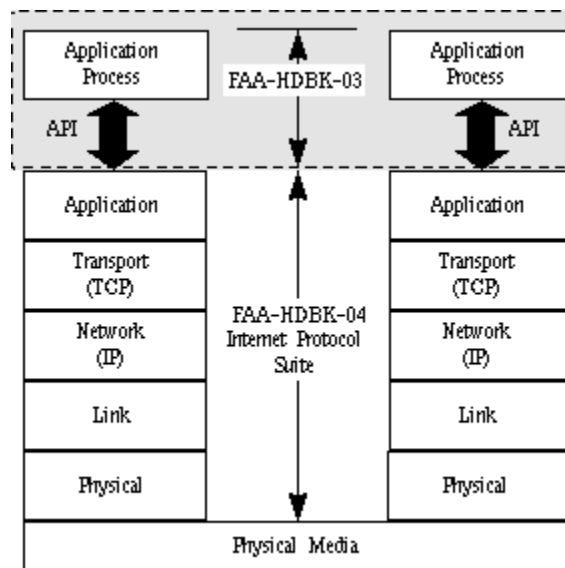 Application
Process
FAA-HDBK-03
Application
Process
API
API
Application
Transport
(TCP)
Network
(IP)
Link
Physical
FAA-HDBK-04
Internet Protocol
Suite
Application
Transport
(TCP)
Network
(IP)
Link
Physical
Physical Media